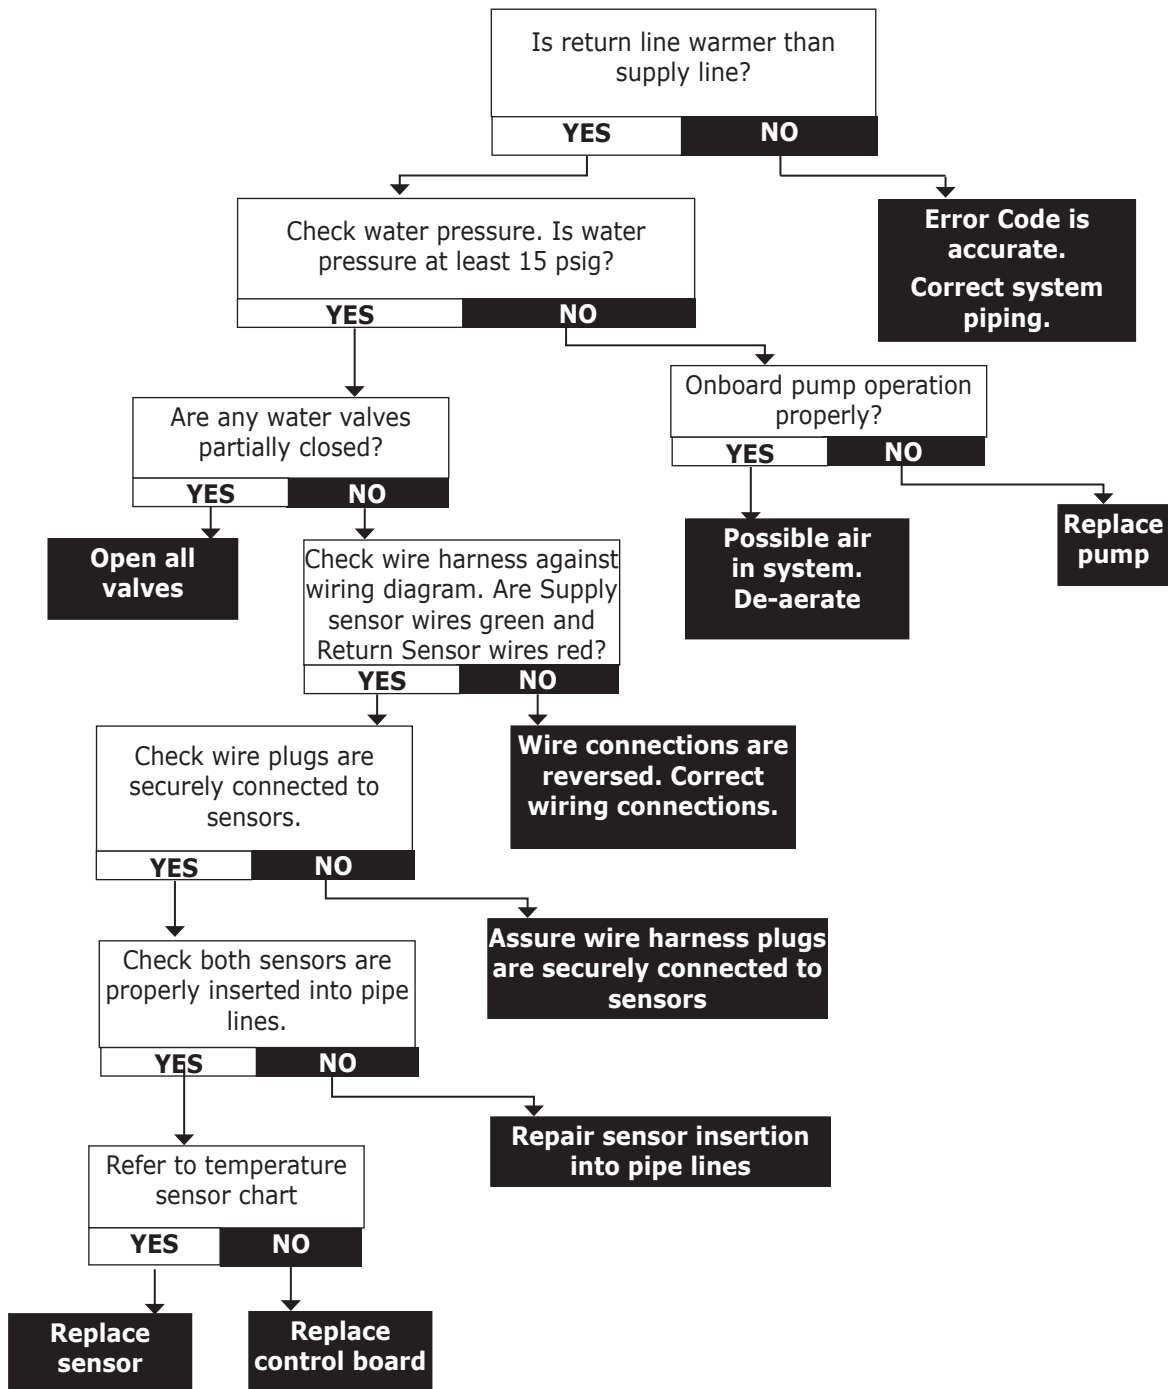 Is return line warmer than
supply line?
YES
NO
Check water pressure. Is water
pressure at least 15 psig?
YES
NO
Error Code is
accurate.
Correct system
piping.
Are any water valves
partially closed?
YES
NO
Onboard pump operation
properly?
YES
NO
Open all
valves
Check wire harness against
wiring diagram. Are Supply
sensor wires green and
Return Sensor wires red?
YES
NO
Possible air
in system.
De-aerate
Replace
pump
Check wire plugs are
securely connected to
sensors.
YES
NO
Wire connections are
reversed. Correct
wiring connections.
Check both sensors are
properly inserted into pipe
lines.
YES
NO
Assure wire harness plugs
are securely connected to
sensors
Refer to temperature
sensor chart
YES
NO
Repair sensor insertion
into pipe lines
Replace
sensor
Replace
control board